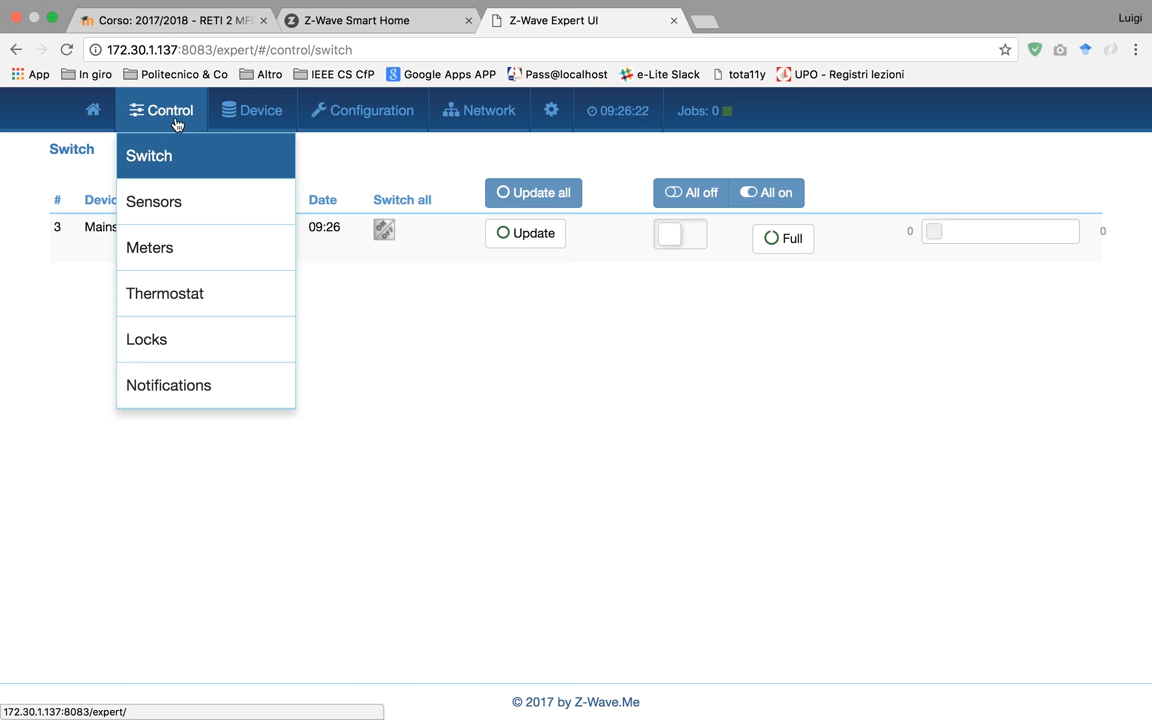 Corso: 2017/2018 - RETI 2 MF
Z-Wave Smart Home
Z-Wave Expert UI
Luigi
172.30.1.137:8083/expert/#/control/switch
App
In giro
Politecnico & Co
Altro
IEEE CS CfP
Google Apps APP
Pass@localhost
e-Lite Slack
tota11y
UPO - Registri lezioni
Control
Device
Configuration
Network
09:26:22
Jobs: 0
Switch
Switch
Sensors
Meters
Thermostat
Locks
Notifications
# Date Switch all Update all All off All on
3 Mains 09:26 Update Full 0 0
© 2017 by Z-Wave.Me
172.30.1.137:8083/expert/